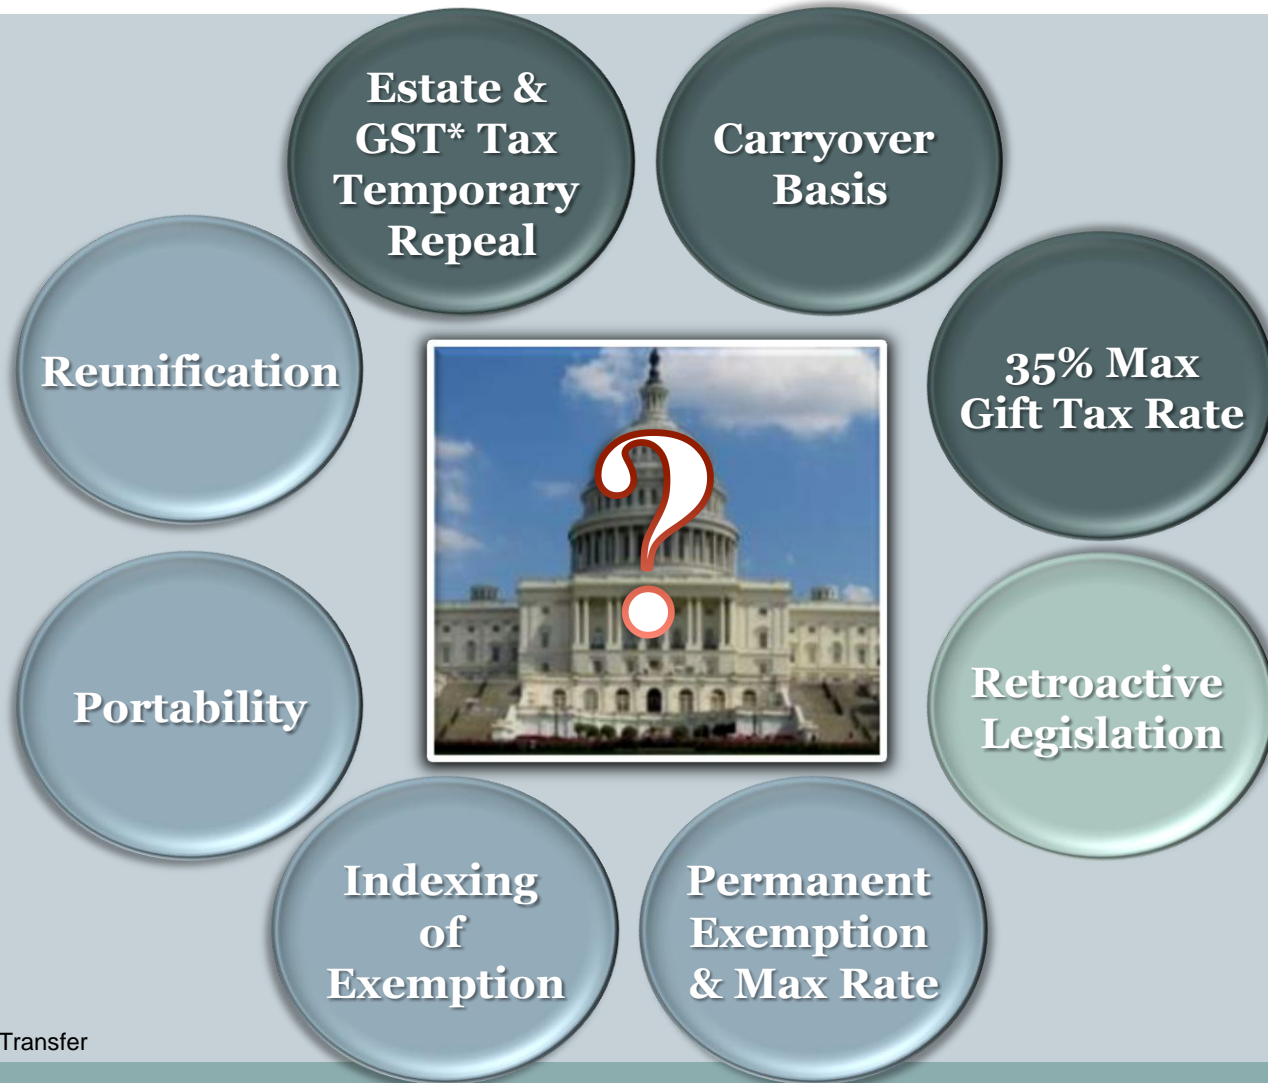 Estate &
GST* Tax
Temporary
Repeal
Carryover
Basis
35% Max
Gift Tax Rate
Retroactive
Legislation
Permanent
Exemption
& Max Rate
Indexing
of
Exemption
Portability
Reunification
?
Transfer